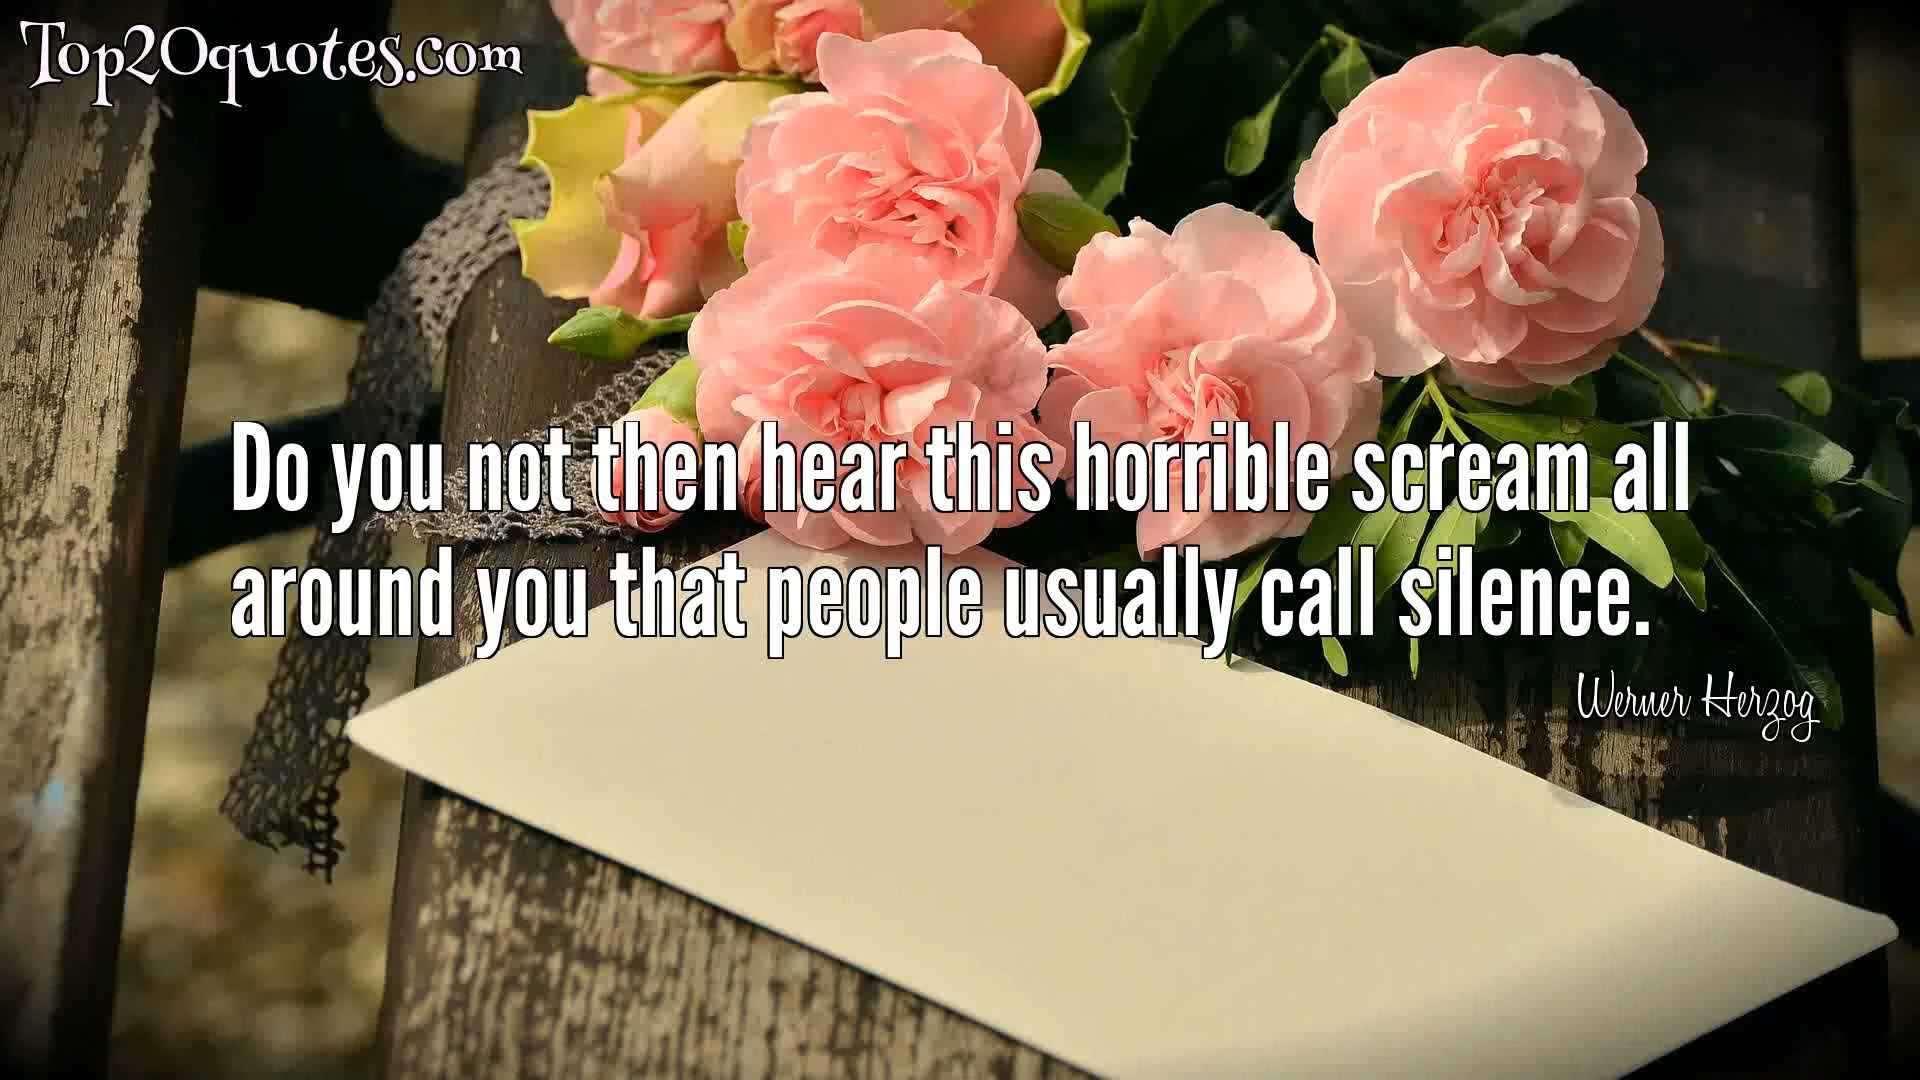 Top20quotes.com
Do you not then hear this horrible scream all
around you that people usually call silence.
Werner Herzog